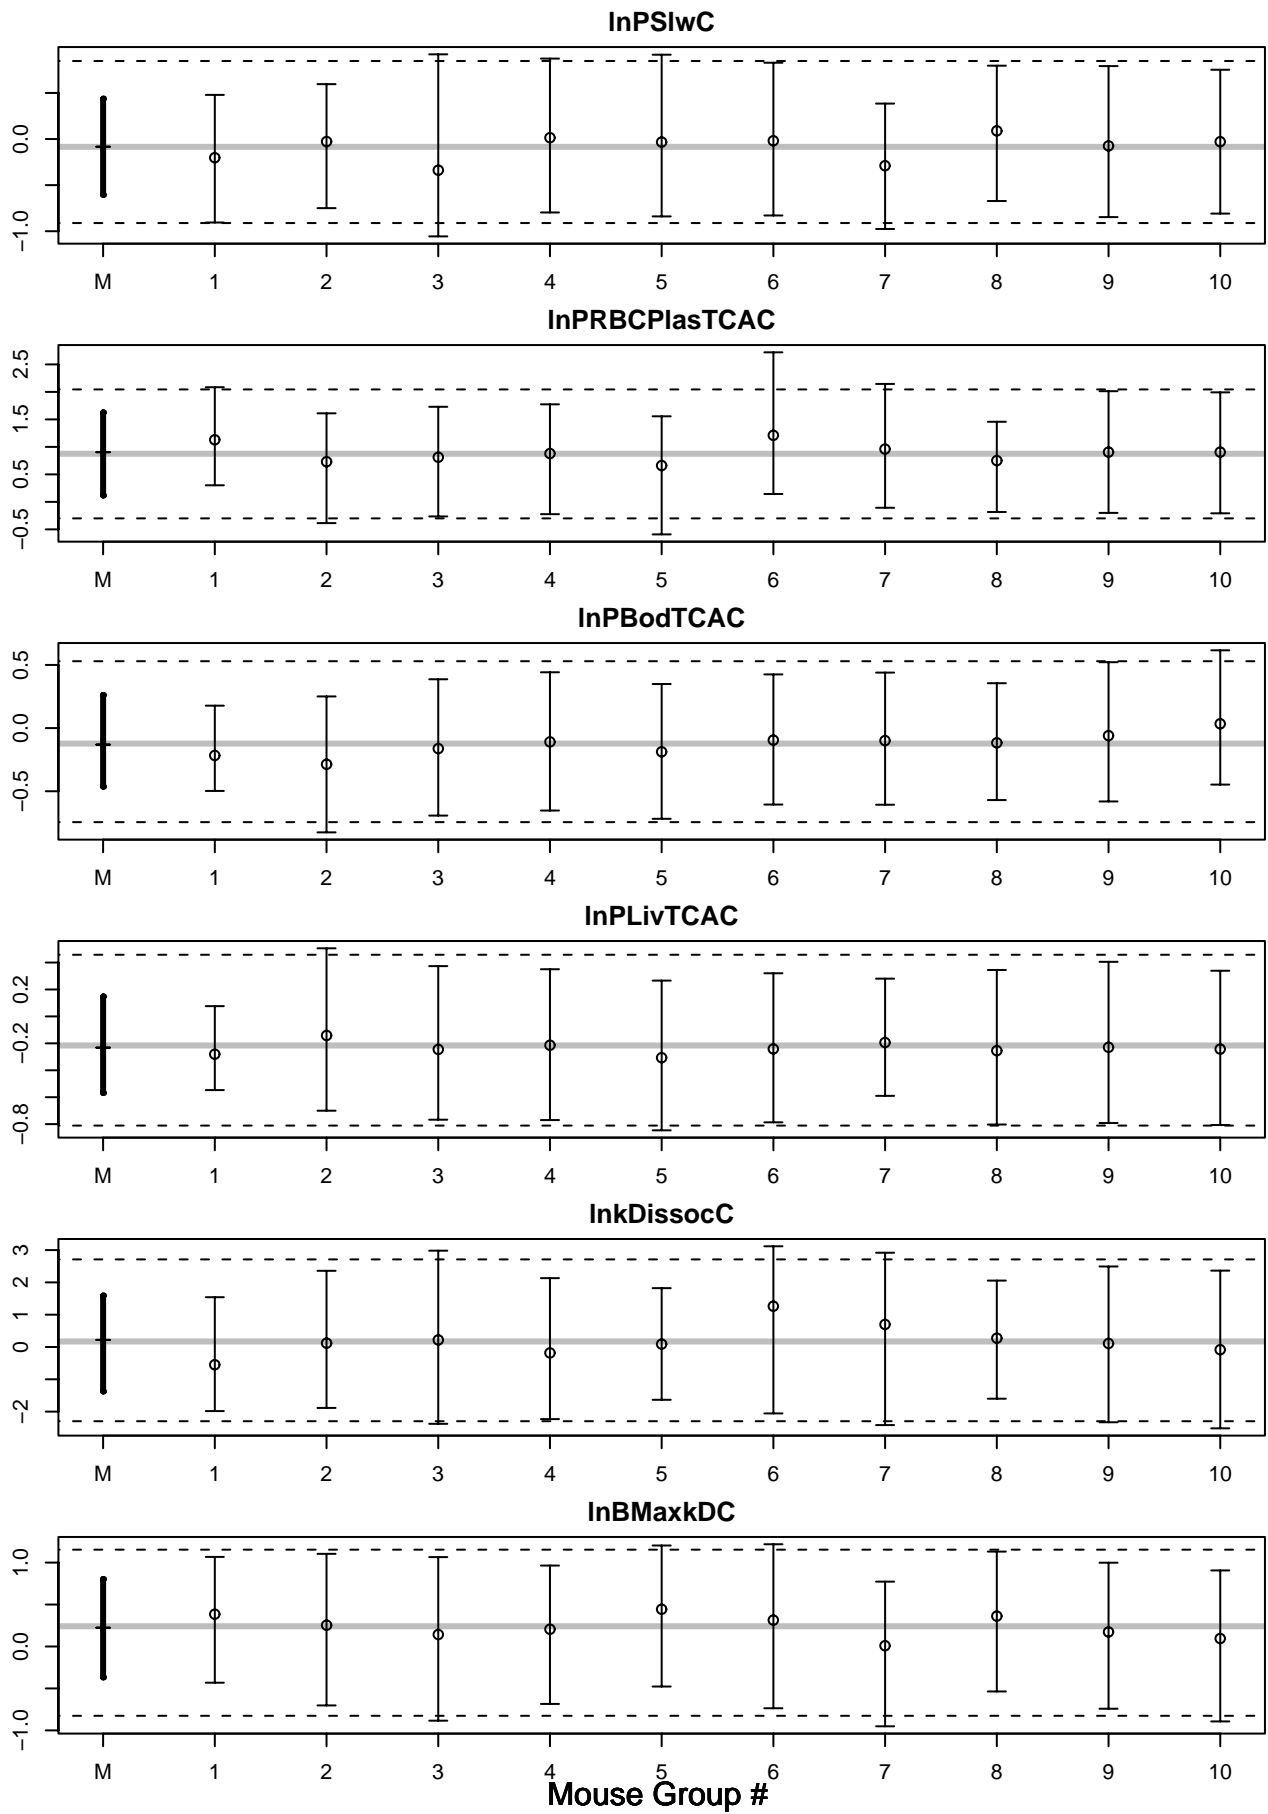 lnPSlwC
0.0
−1.0
M 1 2 3 4 5 6 7 8 9 10
lnPRBCPlasTCAC
2.5
1.5
0.5
−0.5
M 1 2 3 4 5 6 7 8 9 10
lnPBodTCAC
0.5
0.0
−0.5
M 1 2 3 4 5 6 7 8 9 10
lnPLivTCAC
0.2
−0.2
−0.8
M 1 2 3 4 5 6 7 8 9 10
lnkDissocC
3
2
1
0
−2
M 1 2 3 4 5 6 7 8 9 10
lnBMaxkDC
1.0
0.0
−1.0
M 1 2 3 4 5 6 7 8 9 10
Mouse Group #